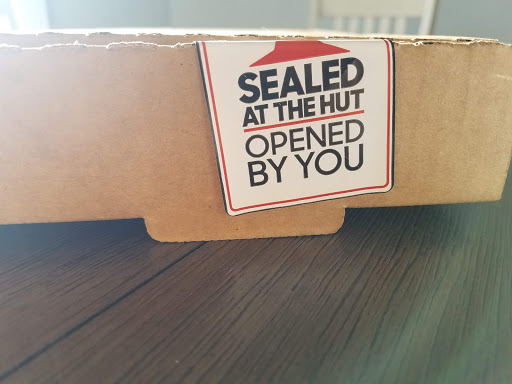 SEALED
AT THE HUT
OPENED
BY YOU